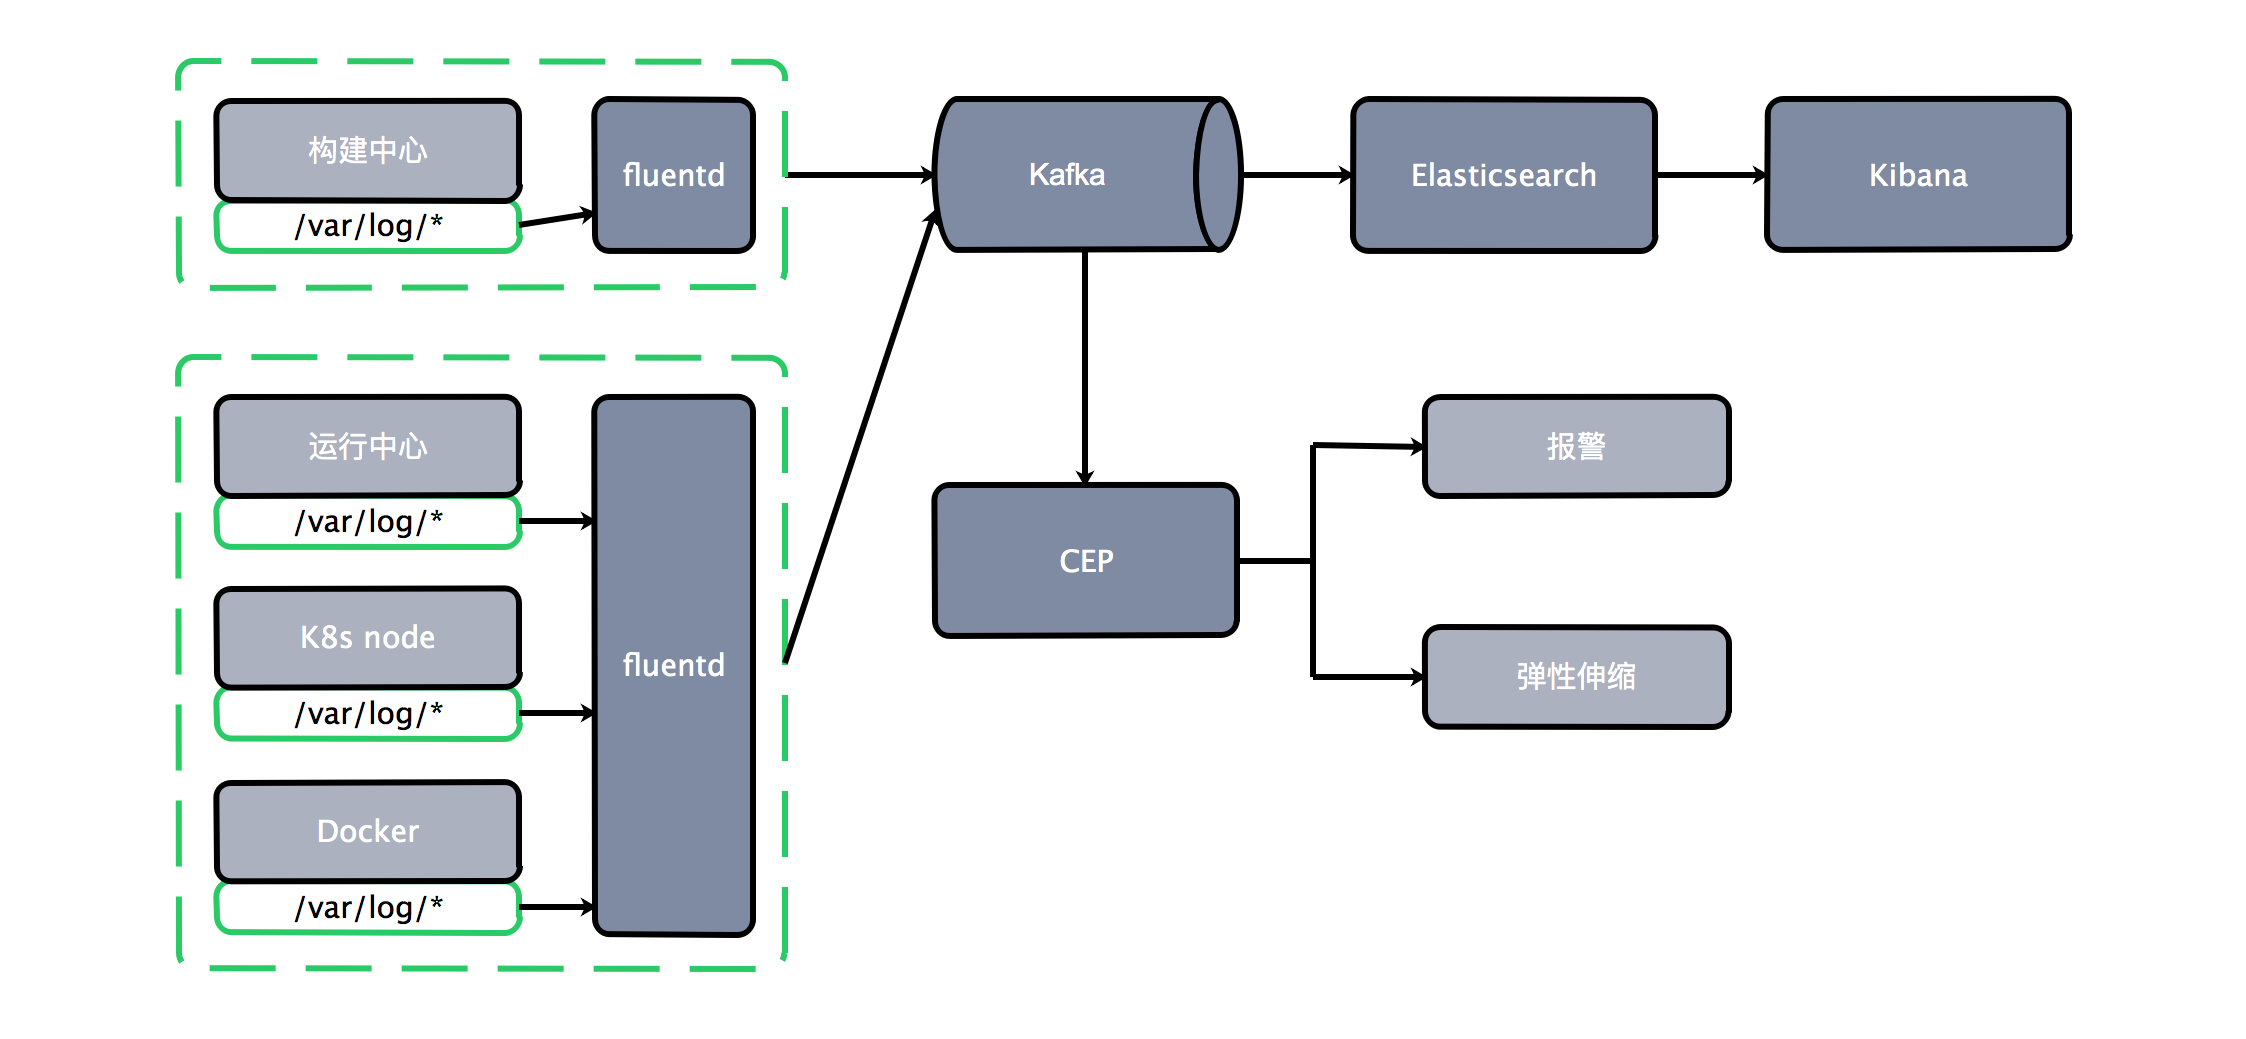 构建中心
/var/log/*
fluentd
Kafka
Elasticsearch
Kibana
运行中心
/var/log/*
K8s node
/var/log/*
Docker
/var/log/*
fluentd
CEP
报警
弹性伸缩